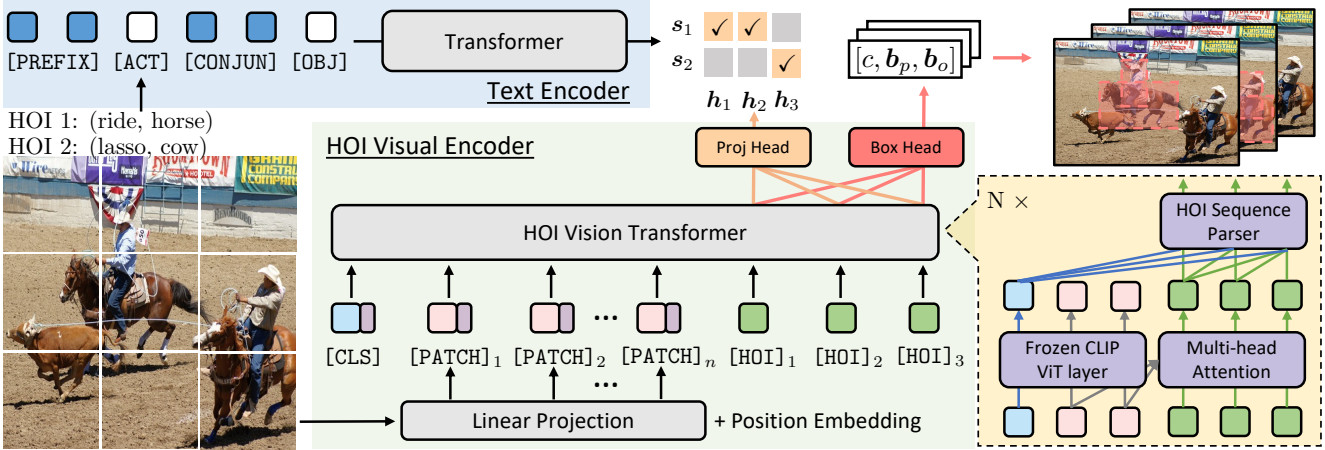 [PREFIX] [ACT] [CONJUN] [OBJ]
Transformer
Text Encoder
HOI 1: (ride, horse)
HOI 2: (lasso, cow)
s₁ ✓ ✓
s₂ ✓
h₁ h₂ h₃
[c, bₚ, bₒ]
HOI Visual Encoder
Proj Head
Box Head
HOI Vision Transformer
[CLS] [PATCH]₁ [PATCH]₂ ... [PATCH]ₙ [HOI]₁ [HOI]₂ [HOI]₃
...
Linear Projection
+ Position Embedding
N ×
HOI Sequence
Parser
Frozen CLIP
ViT layer
Multi-head
Attention
GRAND
CONSTRUC
COMPANY